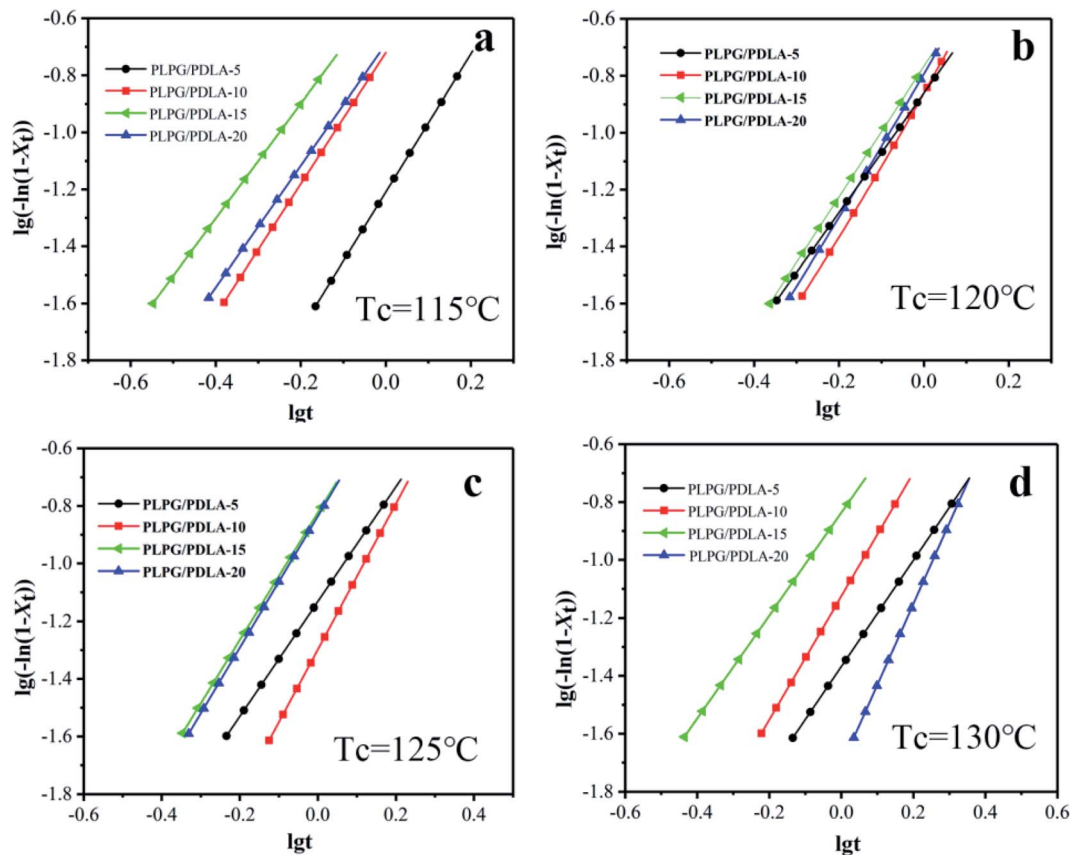 a
PLPG/PDLA-5
PLPG/PDLA-10
PLPG/PDLA-15
PLPG/PDLA-20
Tc=115℃
lg(-ln(1-Xt))
-0.6
-0.8
-1.0
-1.2
-1.4
-1.6
-1.8
-0.6 -0.4 -0.2 0.0 0.2
lgt
b
PLPG/PDLA-5
PLPG/PDLA-10
PLPG/PDLA-15
PLPG/PDLA-20
Tc=120℃
lg(-ln(1-Xt))
-0.6
-0.8
-1.0
-1.2
-1.4
-1.6
-1.8
-0.6 -0.4 -0.2 0.0 0.2
lgt
c
PLPG/PDLA-5
PLPG/PDLA-10
PLPG/PDLA-15
PLPG/PDLA-20
Tc=125℃
lg(-ln(1-Xt))
-0.6
-0.8
-1.0
-1.2
-1.4
-1.6
-1.8
-0.6 -0.4 -0.2 0.0 0.2 0.4
lgt
d
PLPG/PDLA-5
PLPG/PDLA-10
PLPG/PDLA-15
PLPG/PDLA-20
Tc=130℃
lg(-ln(1-Xt))
-0.4
-0.6
-0.8
-1.0
-1.2
-1.4
-1.6
-1.8
-0.6 -0.4 -0.2 0.0 0.2 0.4 0.6
lgt